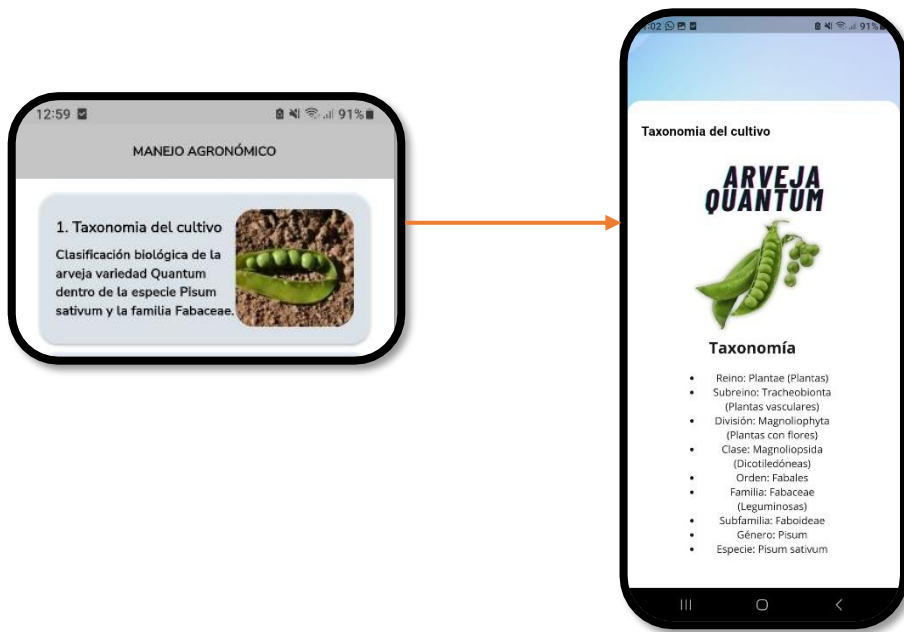 12:59
91%
MANEJO AGRONÓMICO
1. Taxonomia del cultivo
Clasificación biológica de la
arveja variedad Quantum
dentro de la especie Pisum
sativum y la familia Fabaceae.
:02
91%
Taxonomia del cultivo
ARVEJA
QUANTUM
Taxonomía
• Reino: Plantae (Plantas)
• Subreino: Tracheobionta
(Plantas vasculares)
• División: Magnoliophyta
(Plantas con flores)
• Clase: Magnoliopsida
(Dicotiledóneas)
• Orden: Fabales
• Familia: Fabaceae
(Leguminosas)
• Subfamilia: Faboideae
• Género: Pisum
• Especie: Pisum sativum